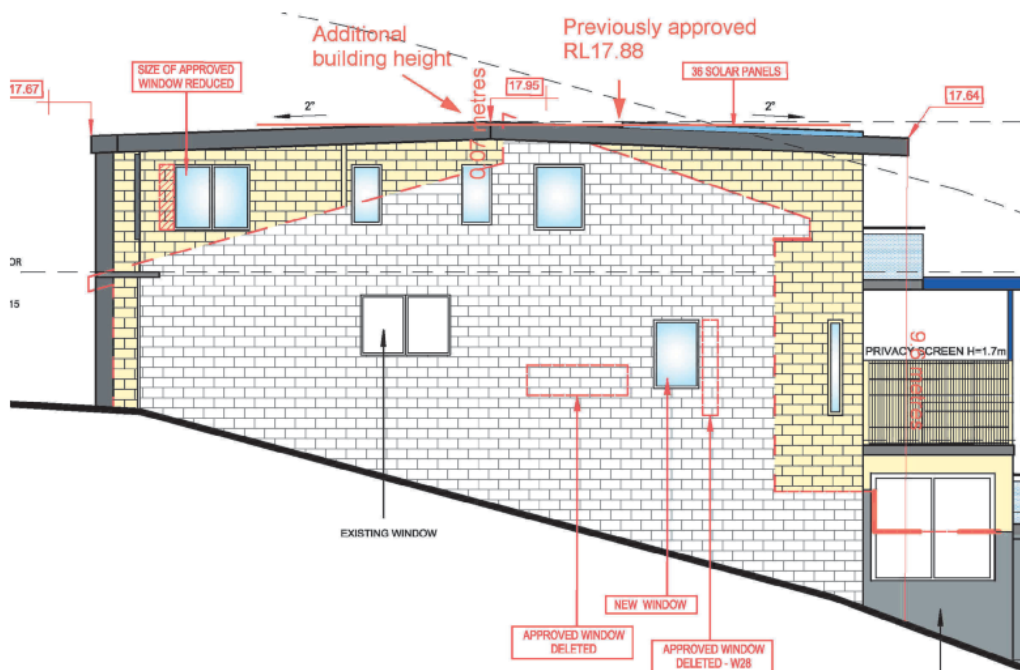 Additional
building height
Previously approved
RL17.88
SIZE OF APPROVED
WINDOW REDUCED
17.67
17.95
36 SOLAR PANELS
17.64
2°
2°
0.07 metres
OR
15
PRIVACY SCREEN H=1.7m
metres
EXISTING WINDOW
NEW WINDOW
APPROVED WINDOW
DELETED
APPROVED WINDOW
DELETED - W28